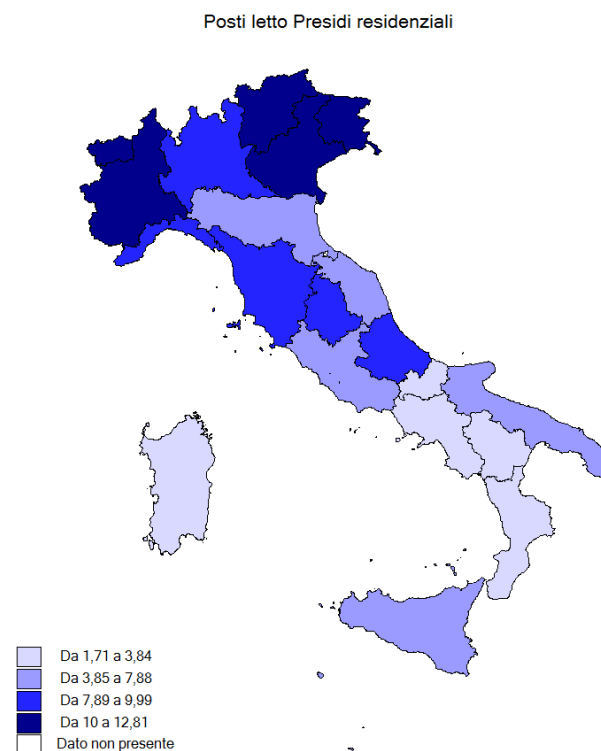 Posti letto Presidi residenziali
Da 1,71 a 3,84
Da 3,85 a 7,88
Da 7,89 a 9,99
Da 10 a 12,81
Dato non presente